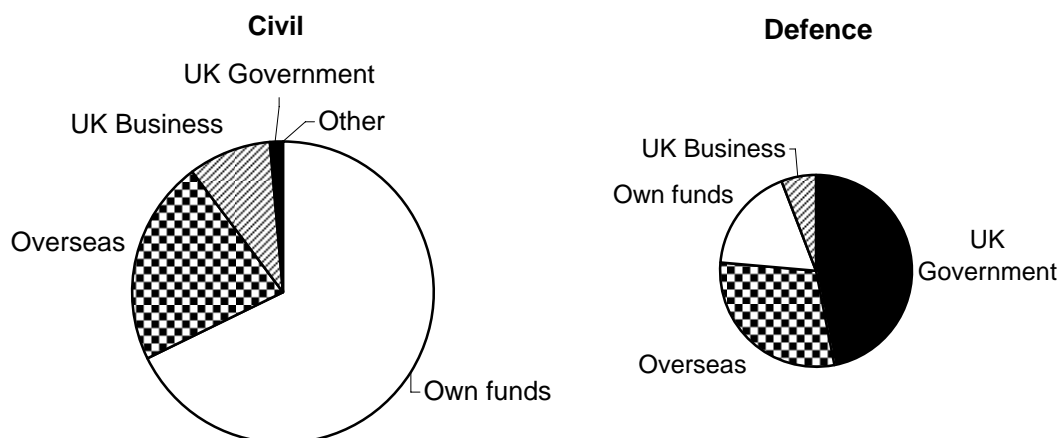 Civil
UK Government
Other
UK Business
Overseas
Own funds
Defence
UK Business
Own funds
UK
Government
Overseas